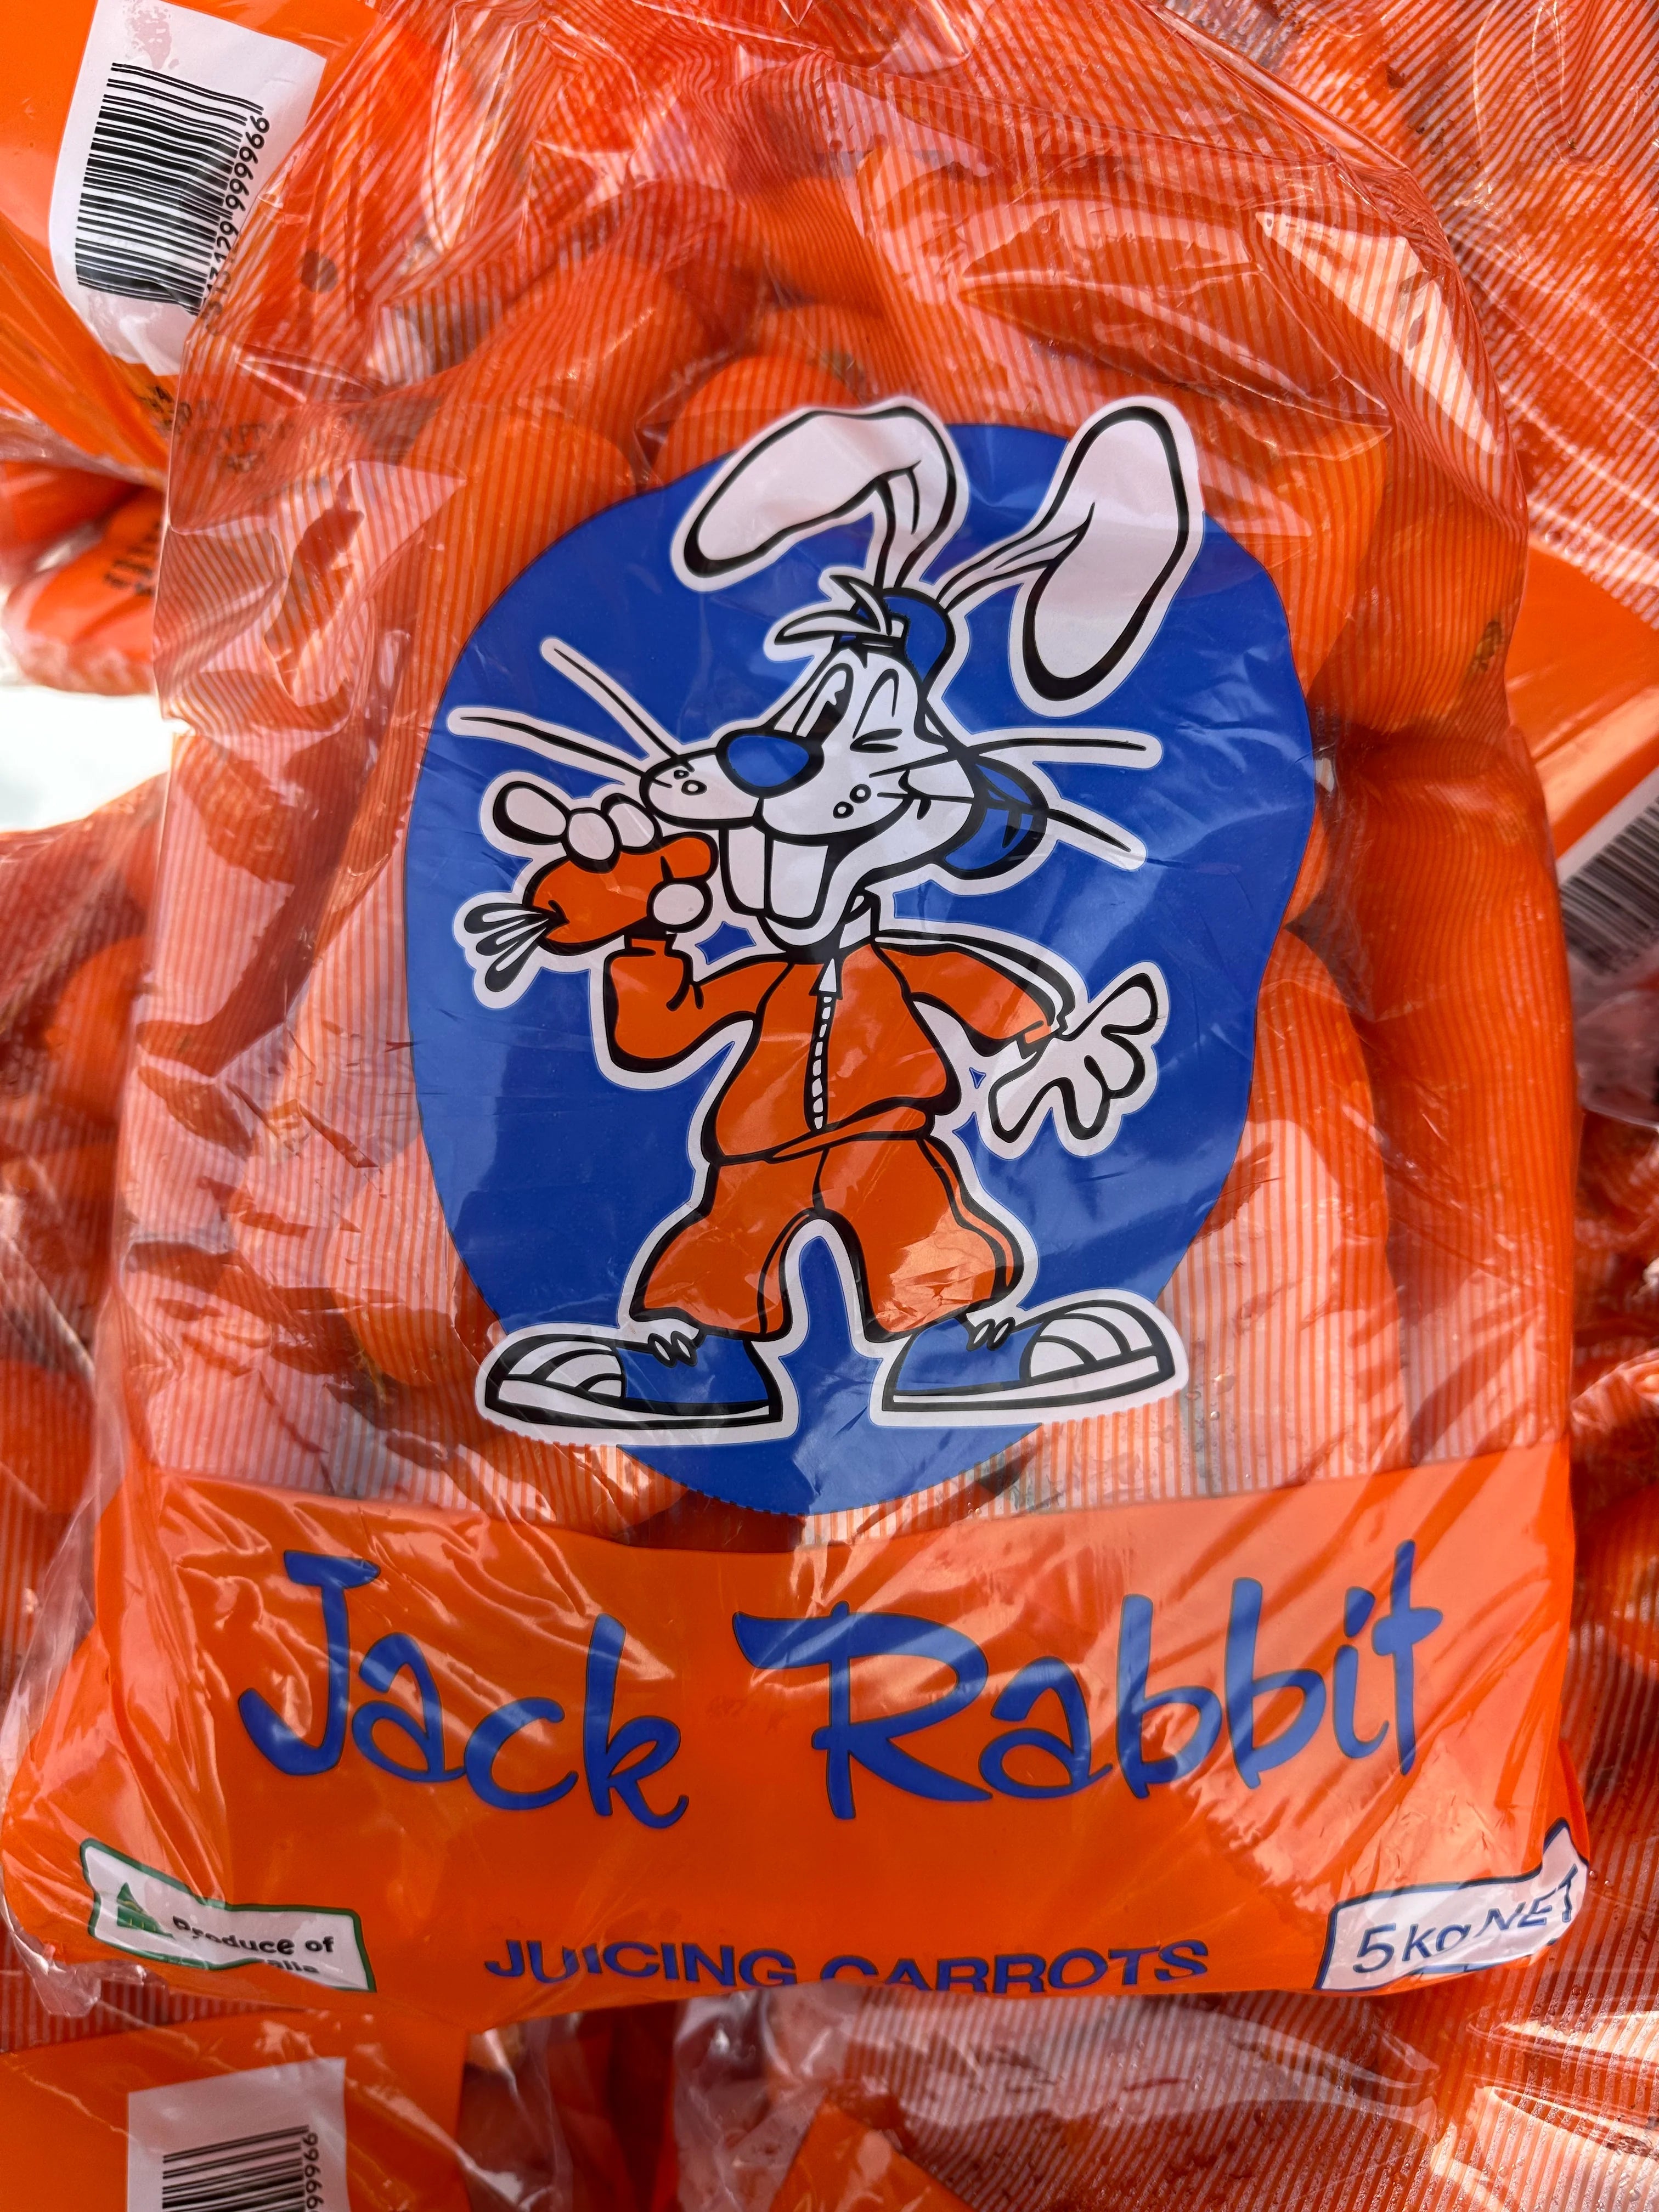 Jack Rabbit
Produce of
JUICING CARROTS
5kg NET